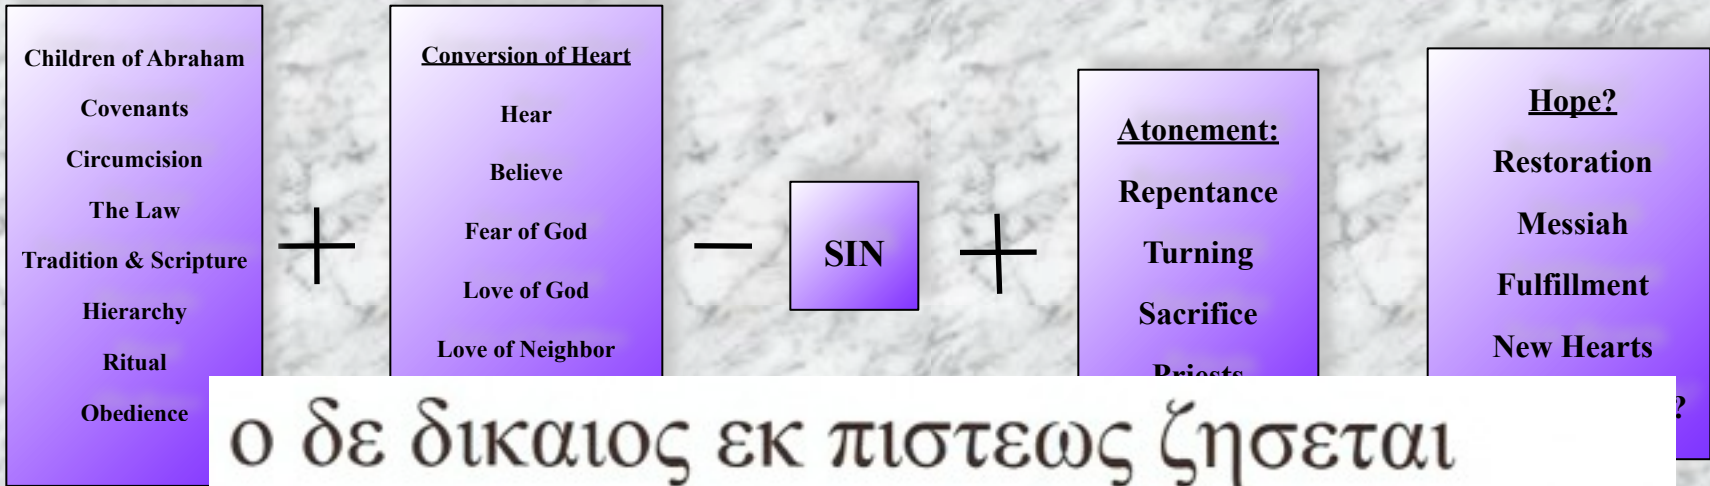 Children of Abraham
Covenants
Circumcision
The Law
Tradition & Scripture
Hierarchy
Ritual
Obedience
+
Conversion of Heart
Hear
Believe
Fear of God
Love of God
Love of Neighbor
—
SIN
+
Atonement:
Repentance
Turning
Sacrifice
Priests
Hope?
Restoration
Messiah
Fulfillment
New Hearts
?
ο δε δικαιος εκ πιστεως ζησεται